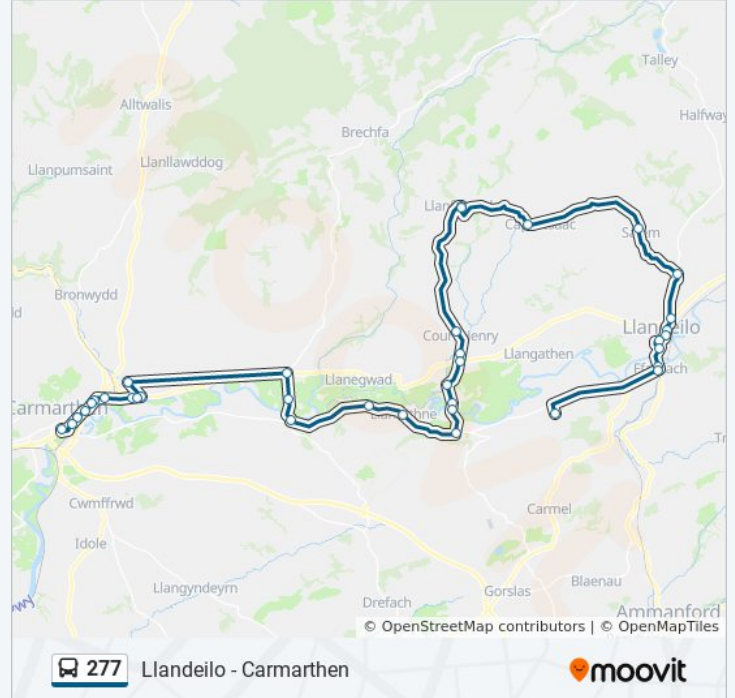 Talley
Alltwalis
Halfway
Brechfa
Llanllawddog
Llanpumsaint
Salem
Bronwydd
Llandeilo
Llangathen
Ffairfach
Llanegwad
Carmarthen
Carmel
Cwmffrwd
Idole
Blaenau
Llangyndeyrn
Gorslas
Drefach
Ammanford
© OpenStreetMap contributors | © OpenMapTiles
277 Llandeilo - Carmarthen
moovit